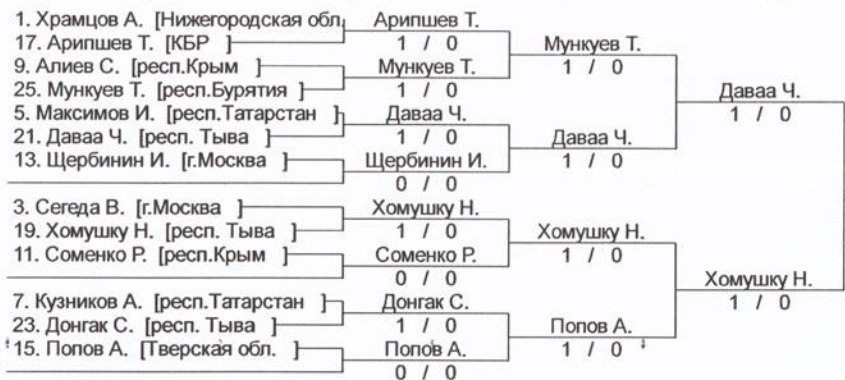 1. Храмцов А. [Нижегородская обл.
17. Арипшев Т. [КБР ]
9. Алиев С. [респ.Крым ]
25. Мункуев Т. [респ.Бурятия ]
5. Максимов И. [респ.Татарстан ]
21. Даваа Ч. [респ. Тыва ]
13. Щербинин И. [г.Москва ]
3. Сегеда В. [г.Москва ]
19. Хомушку Н. [респ. Тыва ]
11. Соменко Р. [респ.Крым ]
7. Кузников А. [респ.Татарстан ]
23. Донгак С. [респ. Тыва ]
15. Попов А. [Тверская обл. ]
Арипшев Т.
1 / 0
Мункуев Т.
1 / 0
Даваа Ч.
1 / 0
Щербинин И.
0 / 0
Хомушку Н.
1 / 0
Соменко Р.
0 / 0
Донгак С.
1 / 0
Попов А.
0 / 0
Мункуев Т.
1 / 0
Даваа Ч.
1 / 0
Хомушку Н.
1 / 0
Попов А.
1 / 0
Даваа Ч.
1 / 0
Хомушку Н.
1 / 0